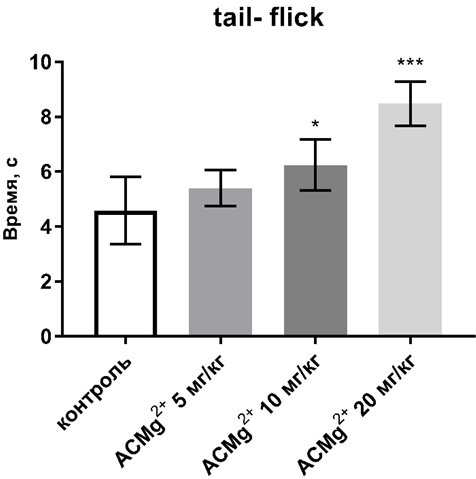 tail- flick
Время, с
10
8
6
4
2
0
*
***
контроль
ACMg²⁺ 5 мг/кг
ACMg²⁺ 10 мг/кг
ACMg²⁺ 20 мг/кг